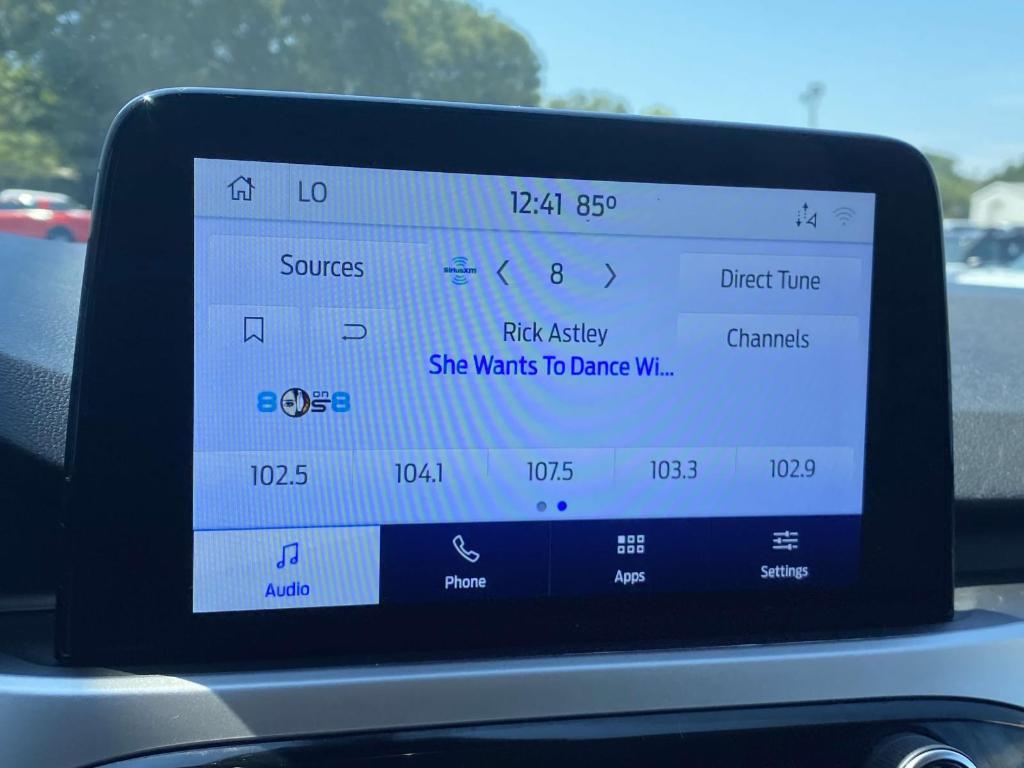 LO 12:41 85º
Sources SiriusXM 8 Direct Tune
Rick Astley Channels
She Wants To Dance Wi...
80s on 8
102.5 104.1 107.5 103.3 102.9
Audio Phone Apps Settings